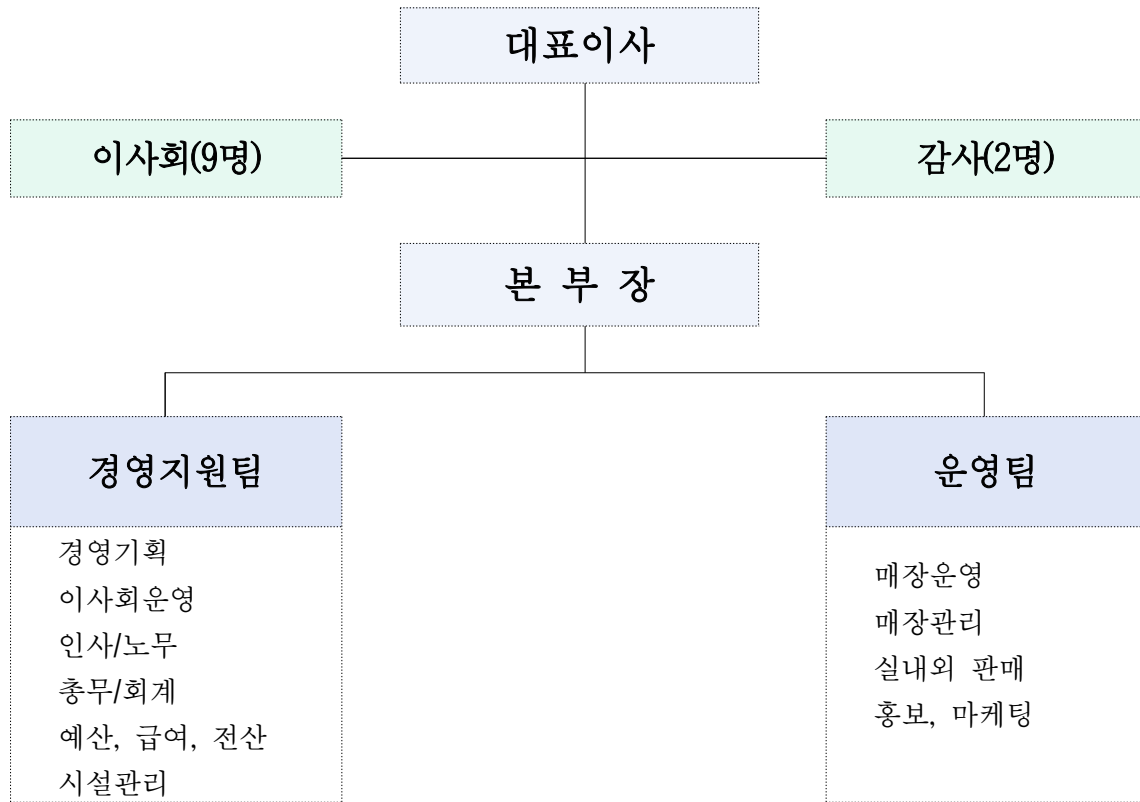 대표이사
이사회(9명)
감사(2명)
본 부 장
경영지원팀
경영기획
이사회운영
인사/노무
총무/회계
예산, 급여, 전산
시설관리
운영팀
매장운영
매장관리
실내외 판매
홍보, 마케팅